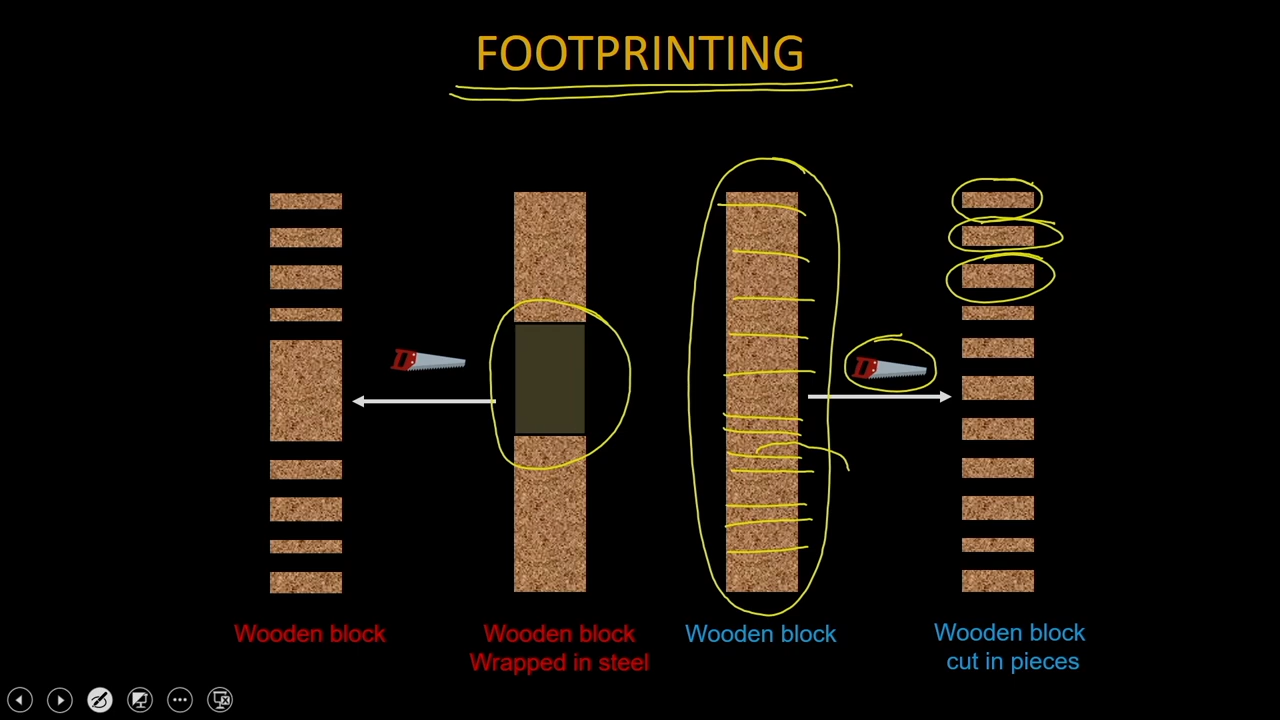 FOOTPRINTING
Wooden block
Wooden block
Wrapped in steel
Wooden block
Wooden block
cut in pieces